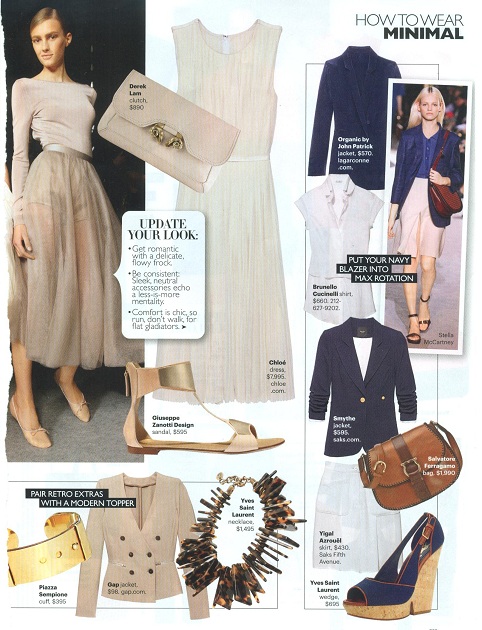 HOW TO WEAR
MINIMAL
Derek
Lam
clutch,
$890
Organic by
John Patrick
jacket, $570.
lagarconne
.com.
UPDATE
YOUR LOOK:
• Get romantic
with a delicate,
flowy frock.
• Be consistent:
Sleek, neutral
accessories echo
a less-is-more
mentality.
• Comfort is chic, so
run, don't walk, for
flat gladiators. ➤
PUT YOUR NAVY
BLAZER INTO
MAX ROTATION
Brunello
Cucinelli shirt,
$660. 212-
627-9202.
Stella
McCartney
Chloé
dress,
$7,995.
chloe
.com.
Giuseppe
Zanotti Design
sandal, $595
Smythe
jacket,
$595.
saks.com.
Salvatore
Ferragamo
bag, $1,990
PAIR RETRO EXTRAS
WITH A MODERN TOPPER
Yves
Saint
Laurent
necklace,
$1,495
Yigal
Azrouël
skirt, $430.
Saks Fifth
Avenue.
Piazza
Sempione
cuff, $395
Gap jacket,
$98. gap.com.
Yves Saint
Laurent
wedge,
$695